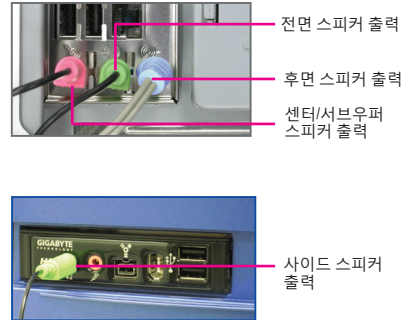 전면 스피커 출력
후면 스피커 출력
센터/서브우퍼
스피커 출력
GIGABYTE
TECHNOLOGY
사이드 스피커
출력